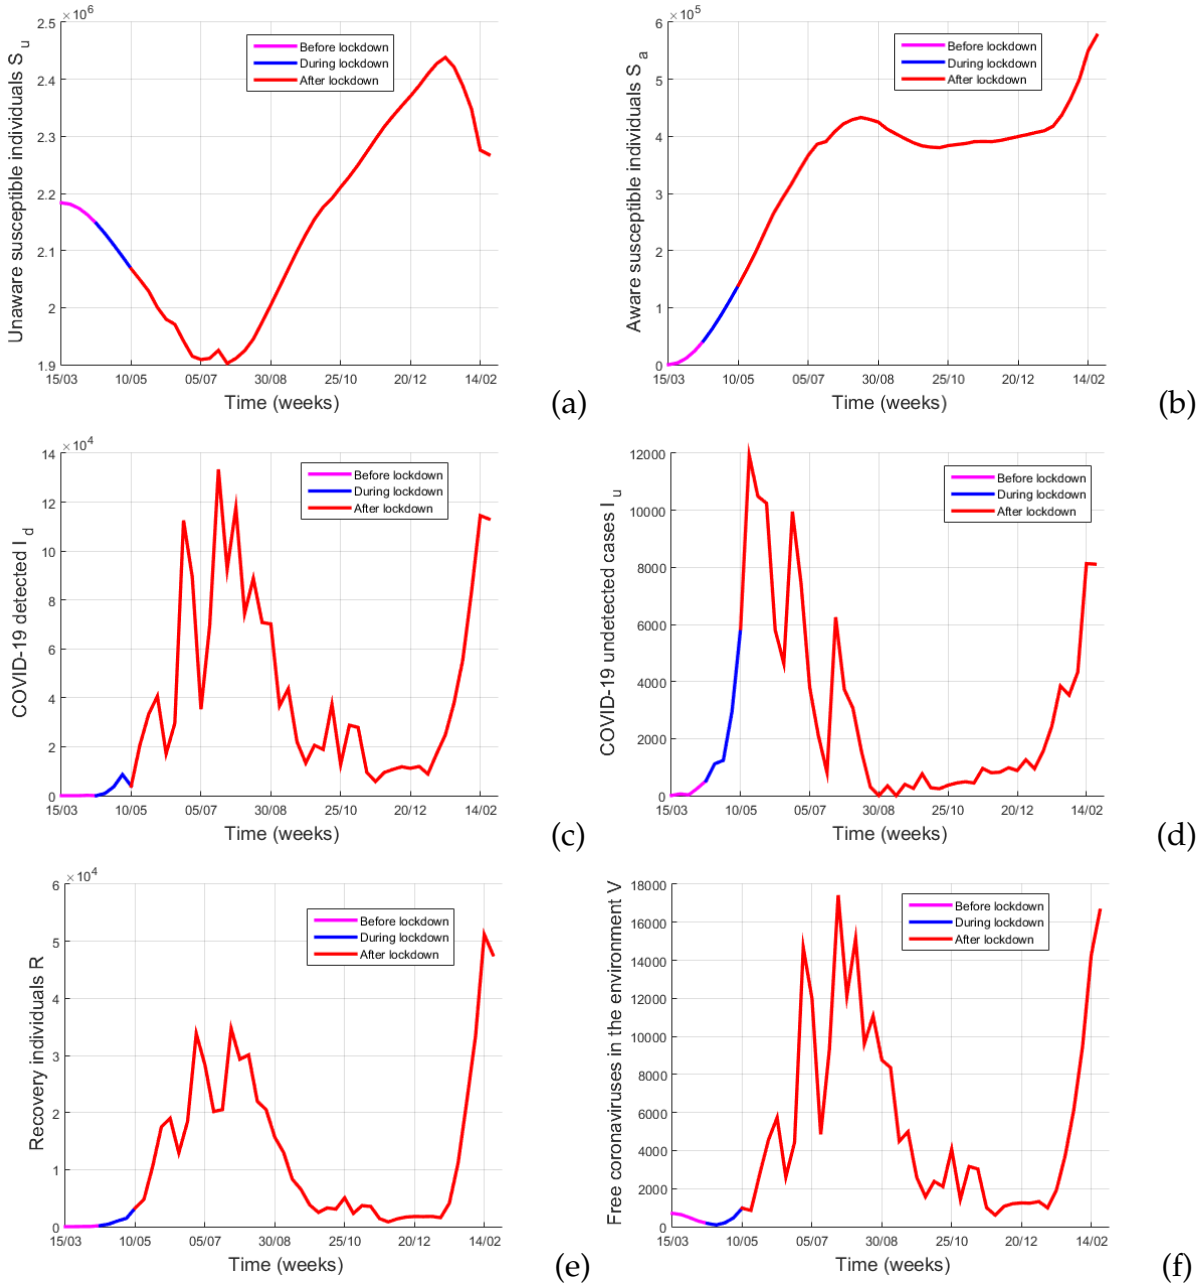 ×10^6
Unaware susceptible individuals S_u
2.5
2.4
2.3
2.2
2.1
2
1.9
Before lockdown
During lockdown
After lockdown
15/03 10/05 05/07 30/08 25/10 20/12 14/02
Time (weeks)
(a)
×10^5
Aware susceptible individuals S_a
6
5
4
3
2
1
0
Before lockdown
During lockdown
After lockdown
15/03 10/05 05/07 30/08 25/10 20/12 14/02
Time (weeks)
(b)
×10^4
COVID-19 detected I_d
14
12
10
8
6
4
2
0
Before lockdown
During lockdown
After lockdown
15/03 10/05 05/07 30/08 25/10 20/12 14/02
Time (weeks)
(c)
COVID-19 undetected cases I_u
12000
10000
8000
6000
4000
2000
0
Before lockdown
During lockdown
After lockdown
15/03 10/05 05/07 30/08 25/10 20/12 14/02
Time (weeks)
(d)
×10^4
Recovery individuals R
6
5
4
3
2
1
0
Before lockdown
During lockdown
After lockdown
15/03 10/05 05/07 30/08 25/10 20/12 14/02
Time (weeks)
(e)
Free coronaviruses in the environment V
18000
16000
14000
12000
10000
8000
6000
4000
2000
0
Before lockdown
During lockdown
After lockdown
15/03 10/05 05/07 30/08 25/10 20/12 14/02
Time (weeks)
(f)